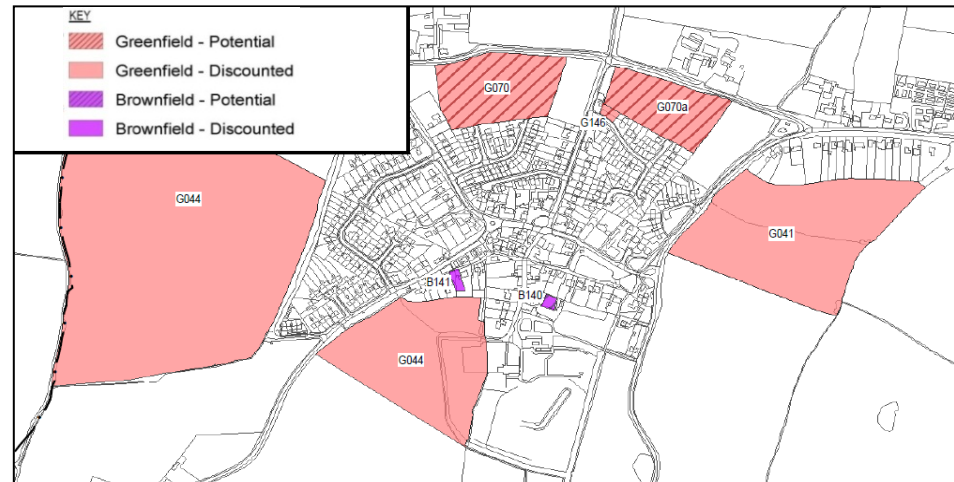 KEY
Greenfield - Potential
Greenfield - Discounted
Brownfield - Potential
Brownfield - Discounted
G070
G070a
G146
G044
G041
B141
B140
G044